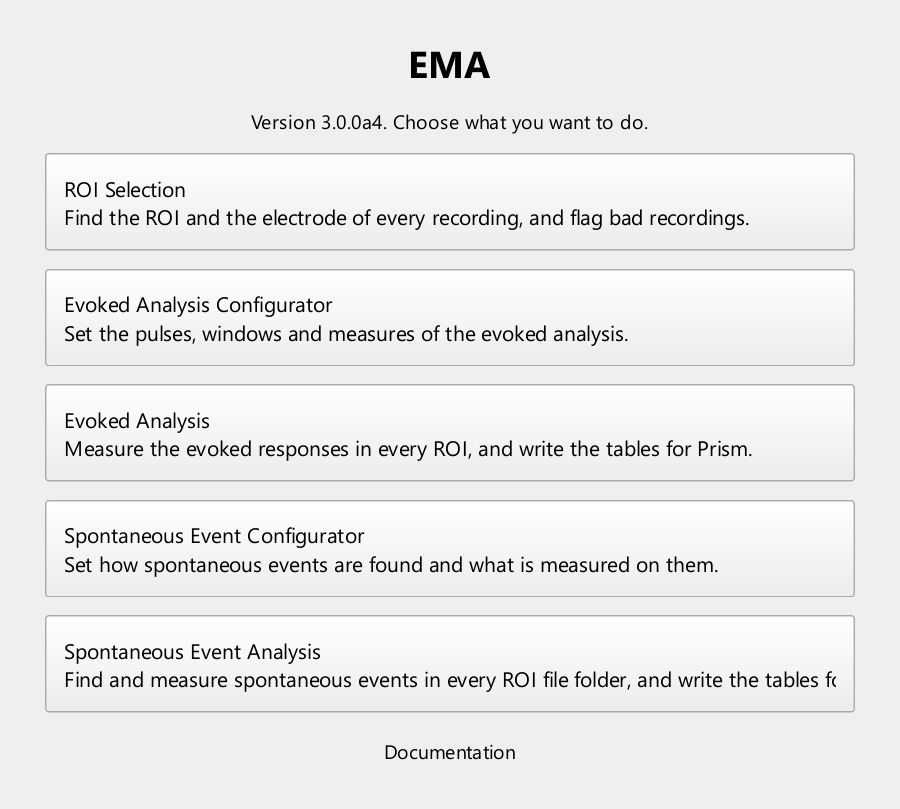 EMA
Version 3.0.0a4. Choose what you want to do.
ROI Selection
Find the ROI and the electrode of every recording, and flag bad recordings.
Evoked Analysis Configurator
Set the pulses, windows and measures of the evoked analysis.
Evoked Analysis
Measure the evoked responses in every ROI, and write the tables for Prism.
Spontaneous Event Configurator
Set how spontaneous events are found and what is measured on them.
Spontaneous Event Analysis
Find and measure spontaneous events in every ROI file folder, and write the tables
Documentation